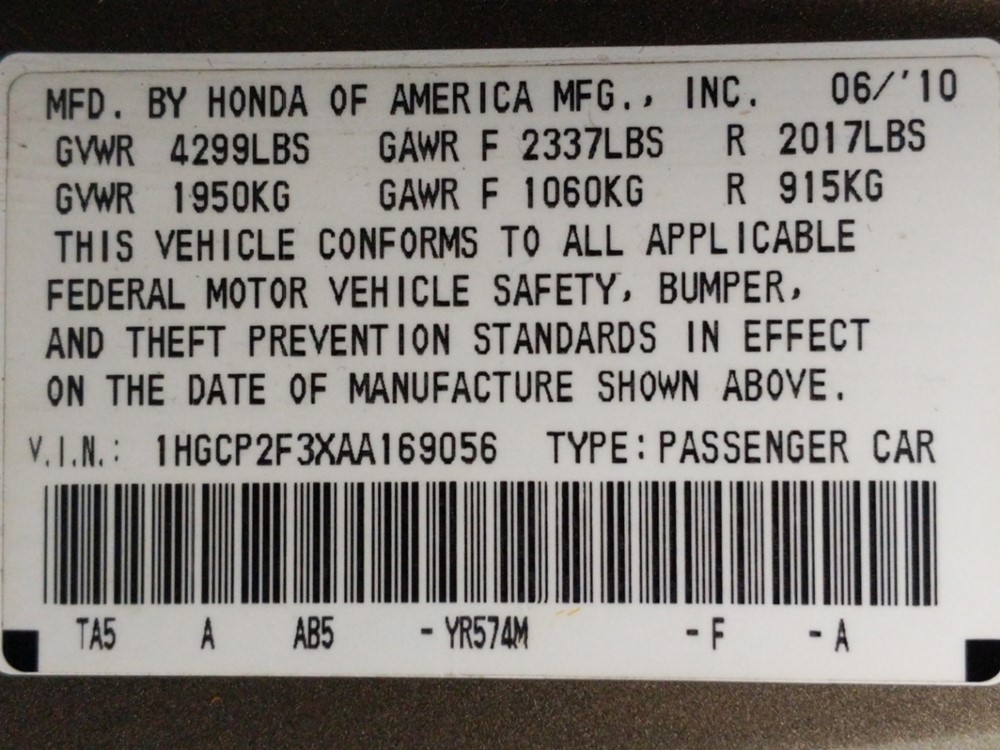 MFD. BY HONDA OF AMERICA MFG., INC. 06/'10
GVWR 4299LBS GAWR F 2337LBS R 2017LBS
GVWR 1950KG GAWR F 1060KG R 915KG
THIS VEHICLE CONFORMS TO ALL APPLICABLE
FEDERAL MOTOR VEHICLE SAFETY, BUMPER,
AND THEFT PREVENTION STANDARDS IN EFFECT
ON THE DATE OF MANUFACTURE SHOWN ABOVE.
V.I.N.: 1HGCP2F3XAA169056 TYPE: PASSENGER CAR
TA5 A AB5 - YR574M - F - A